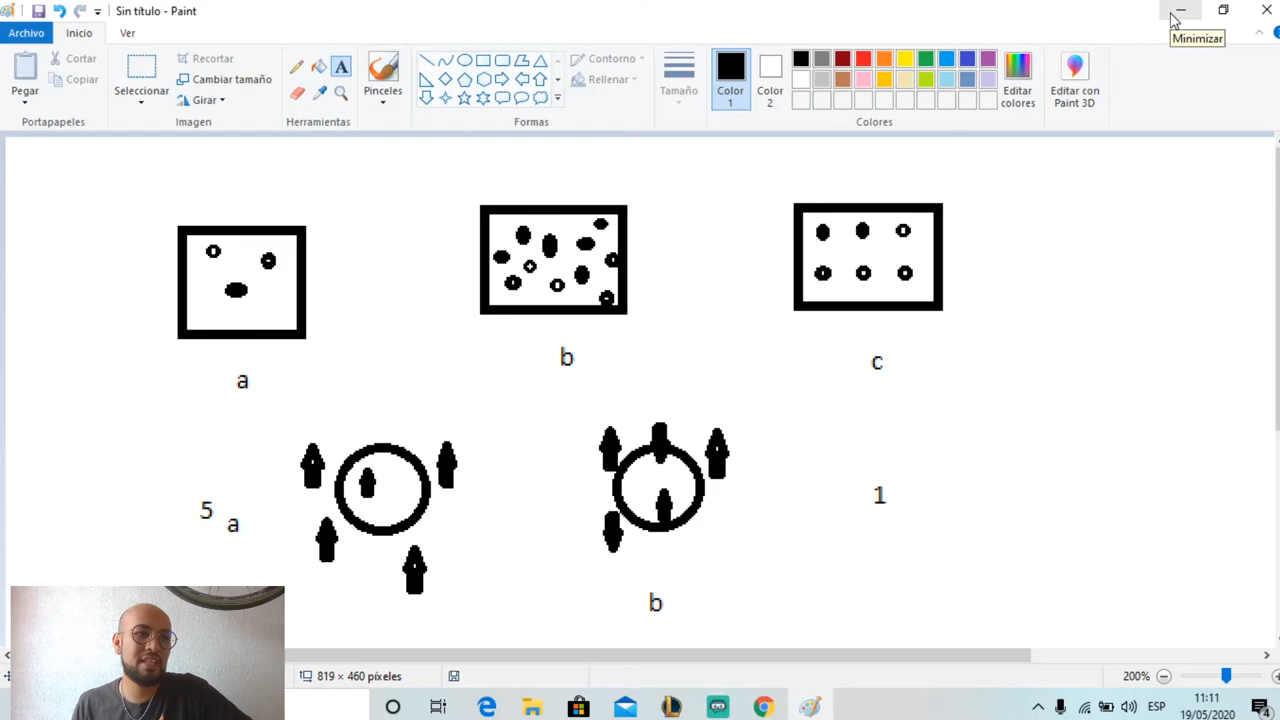 Sin título - Paint
Archivo Inicio Ver
Minimizar
Pegar
Cortar
Copiar
Portapapeles
Seleccionar
Recortar
Cambiar tamaño
Girar
Imagen
A
Herramientas
Pinceles
Contorno
Rellenar
Formas
Tamaño
Color 1
Color 2
Editar colores
Colores
Editar con Paint 3D
a
b
c
5 a
b
1
819 × 460 píxeles
200%
ESP
11:11
19/05/2020
4